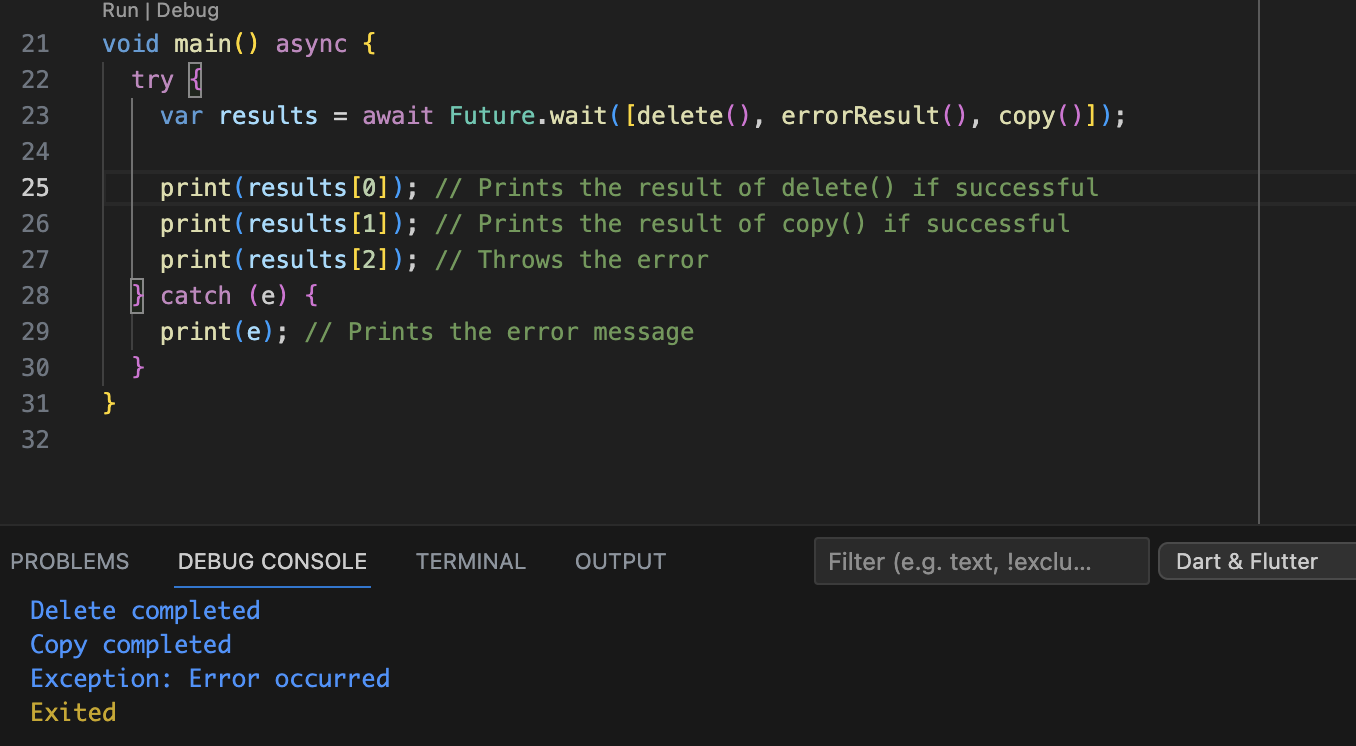 Run | Debug
21 void main() async {
22 try {
23 var results = await Future.wait([delete(), errorResult(), copy()]);
24
25 print(results[0]); // Prints the result of delete() if successful
26 print(results[1]); // Prints the result of copy() if successful
27 print(results[2]); // Throws the error
28 } catch (e) {
29 print(e); // Prints the error message
30 }
31 }
32
PROBLEMS DEBUG CONSOLE TERMINAL OUTPUT Filter (e.g. text, !exclu... Dart & Flutter
Delete completed
Copy completed
Exception: Error occurred
Exited